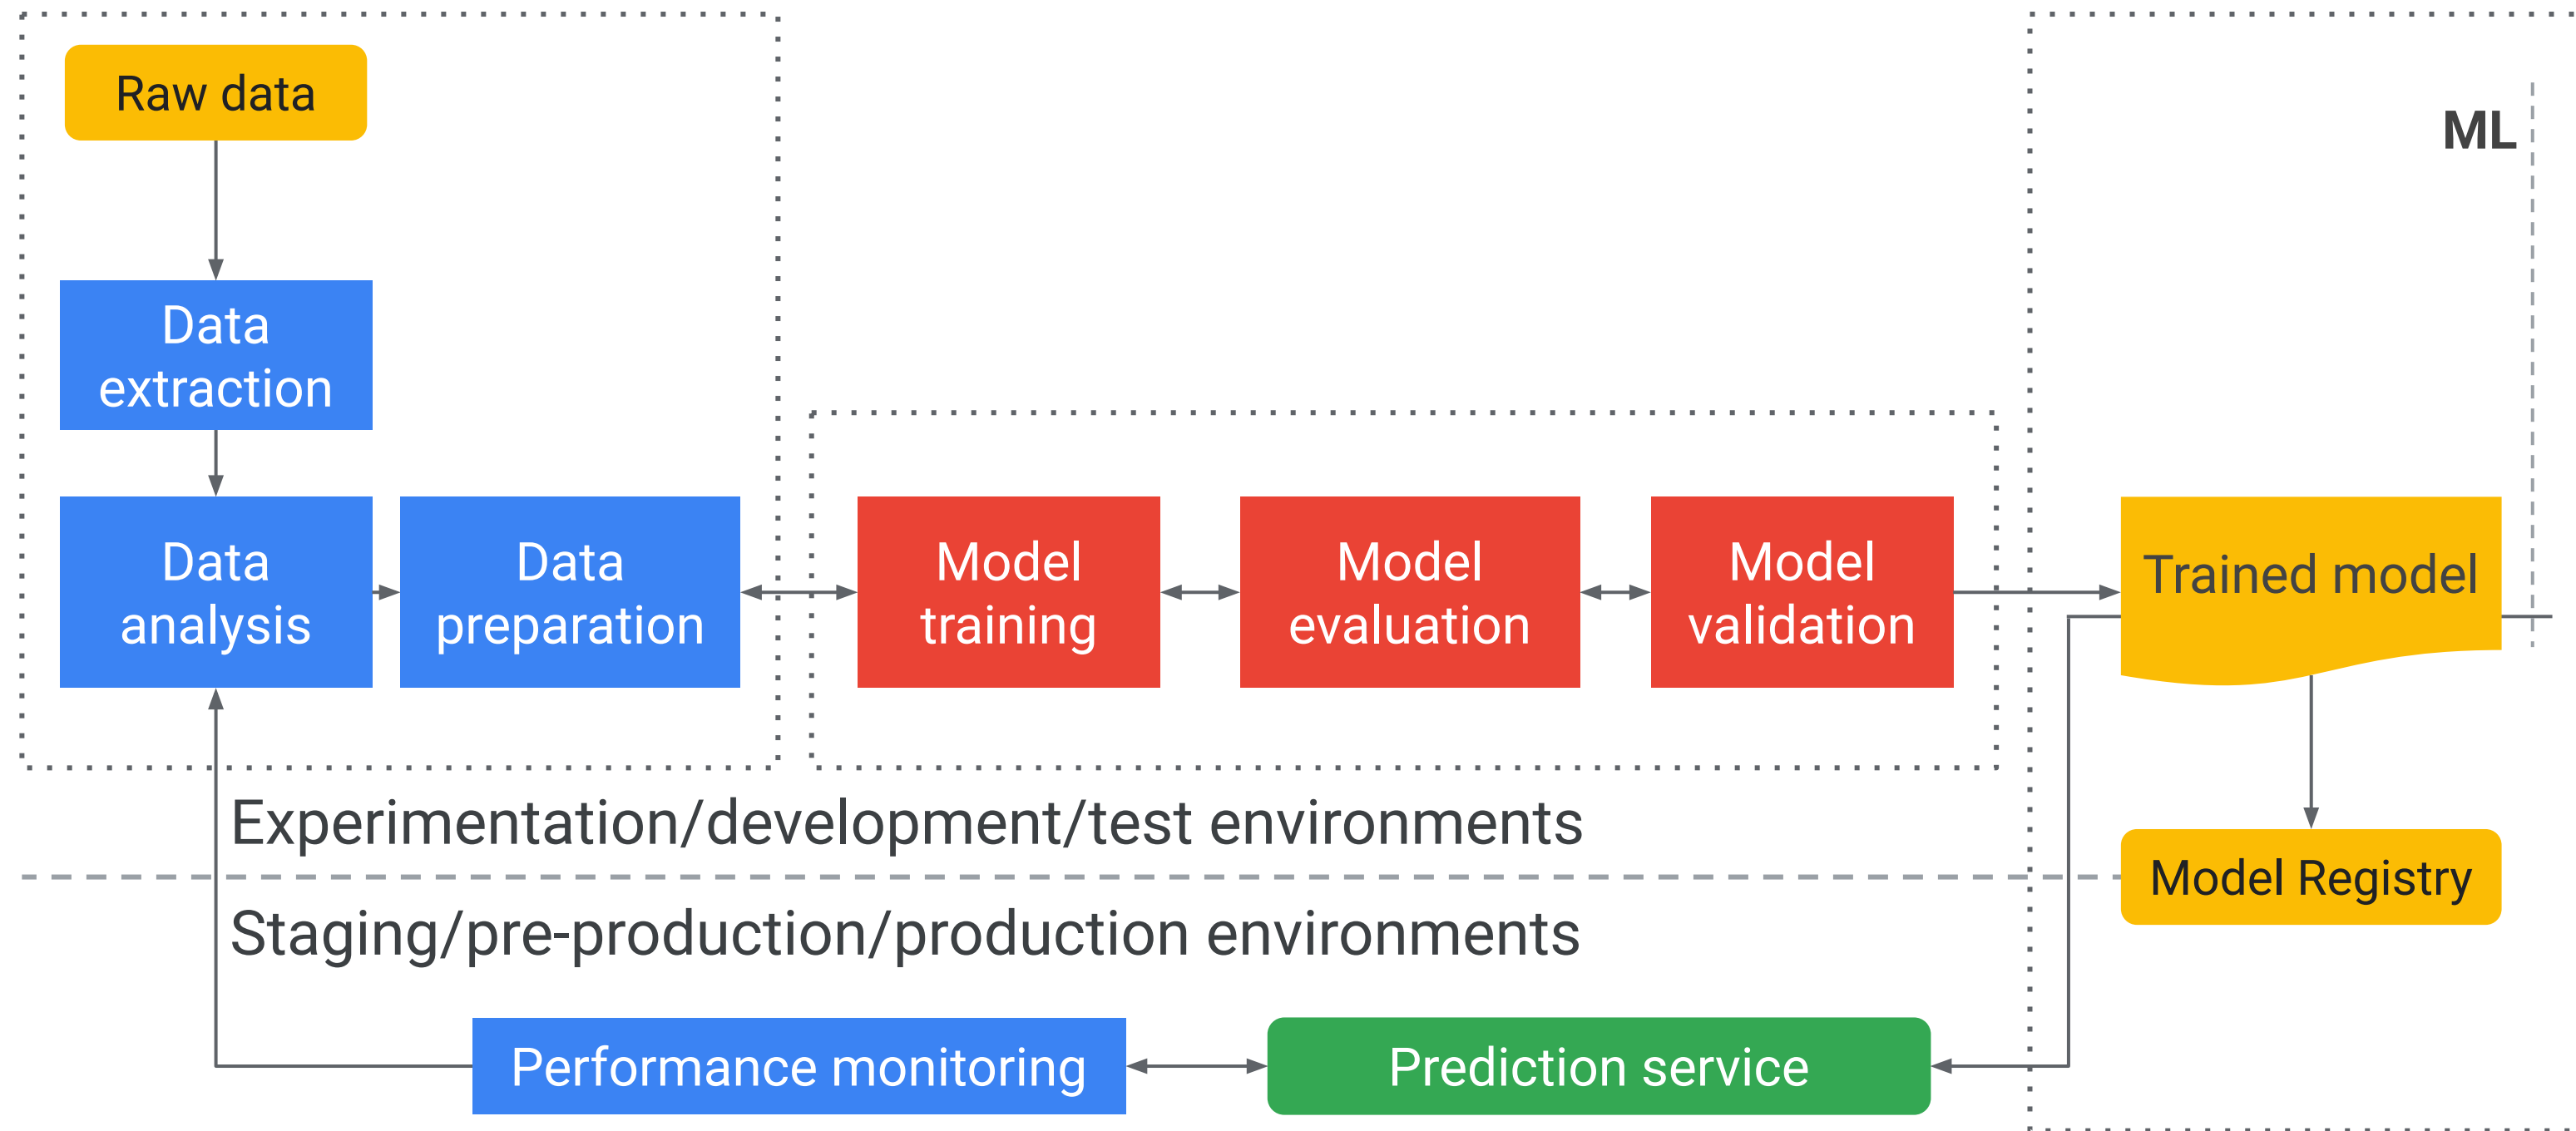 Raw data
ML
Data
extraction
Data
analysis
Data
preparation
Model
training
Model
evaluation
Model
validation
Trained model
Experimentation/development/test environments
Model Registry
Staging/pre-production/production environments
Performance monitoring
Prediction service